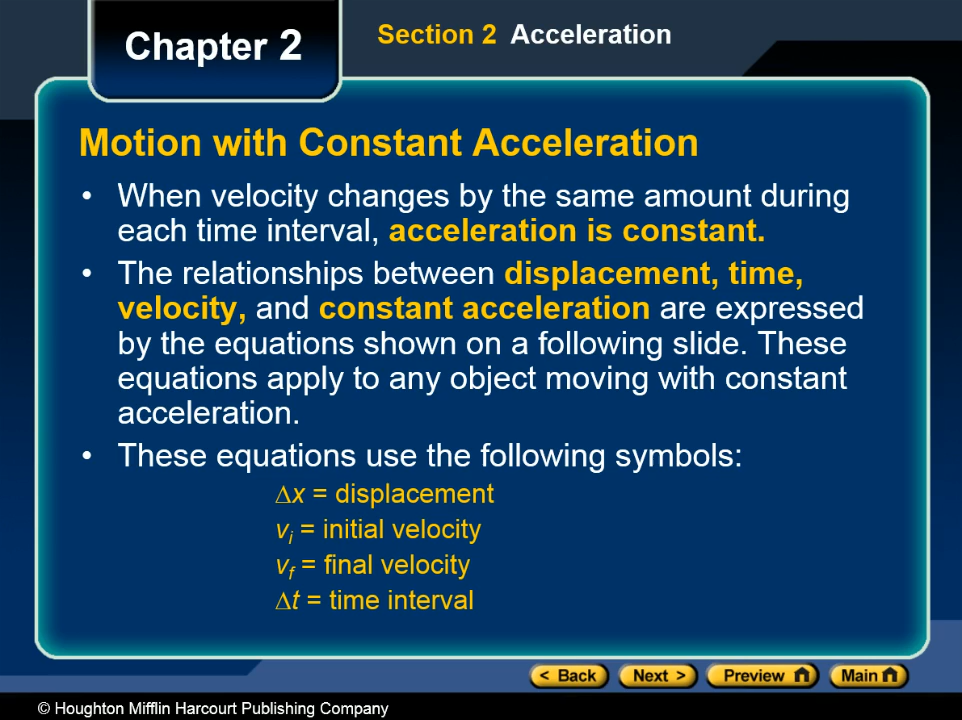 Chapter 2
Section 2 Acceleration
Motion with Constant Acceleration
• When velocity changes by the same amount during
each time interval, acceleration is constant.
• The relationships between displacement, time,
velocity, and constant acceleration are expressed
by the equations shown on a following slide. These
equations apply to any object moving with constant
acceleration.
• These equations use the following symbols:
Δx = displacement
vi = initial velocity
vf = final velocity
Δt = time interval
< Back Next > Preview Main
© Houghton Mifflin Harcourt Publishing Company